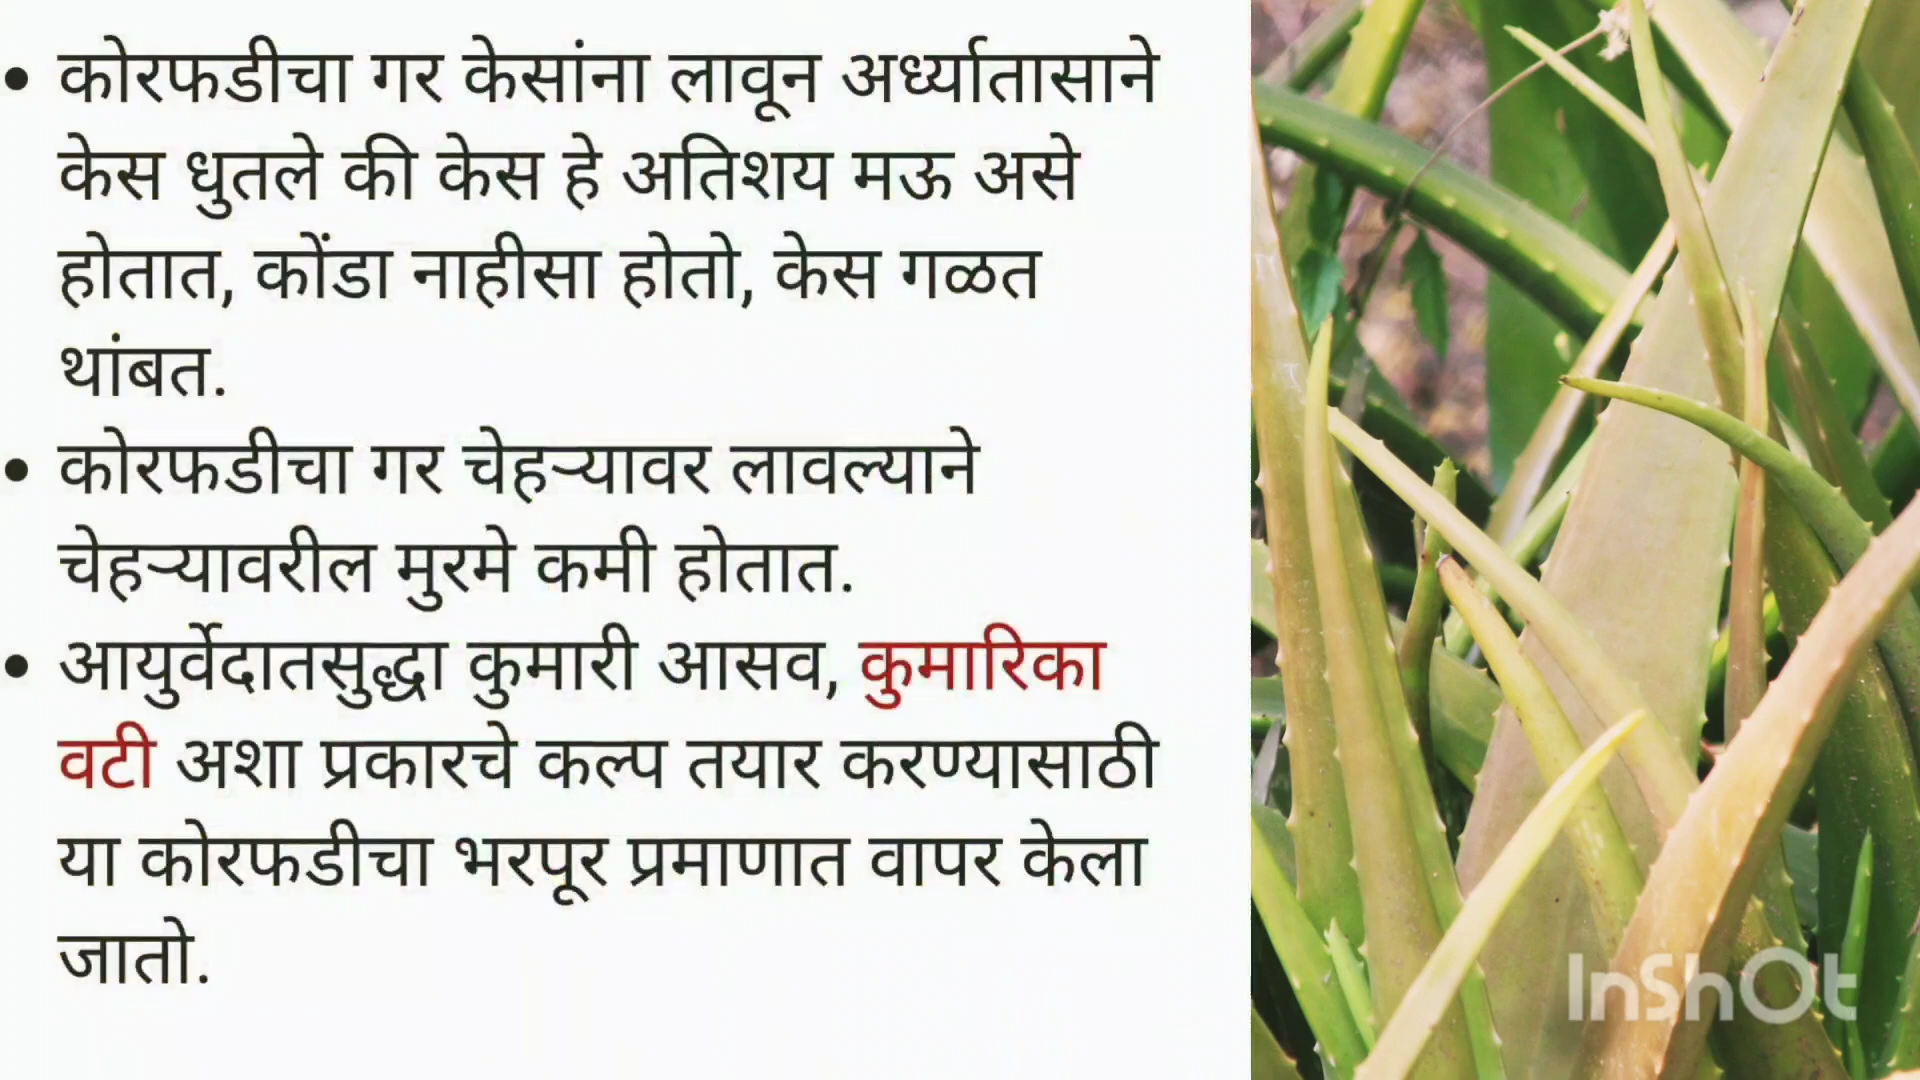 • कोरफडीचा गर केसांना लावून अर्ध्यातासाने
केस धुतले की केस हे अतिशय मऊ असे
होतात, कोंडा नाहीसा होतो, केस गळत
थांबत.
• कोरफडीचा गर चेहऱ्यावर लावल्याने
चेहऱ्यावरील मुरमे कमी होतात.
• आयुर्वेदातसुद्धा कुमारी आसव, कुमारिका
वटी अशा प्रकारचे कल्प तयार करण्यासाठी
या कोरफडीचा भरपूर प्रमाणात वापर केला
जातो.
InShOt